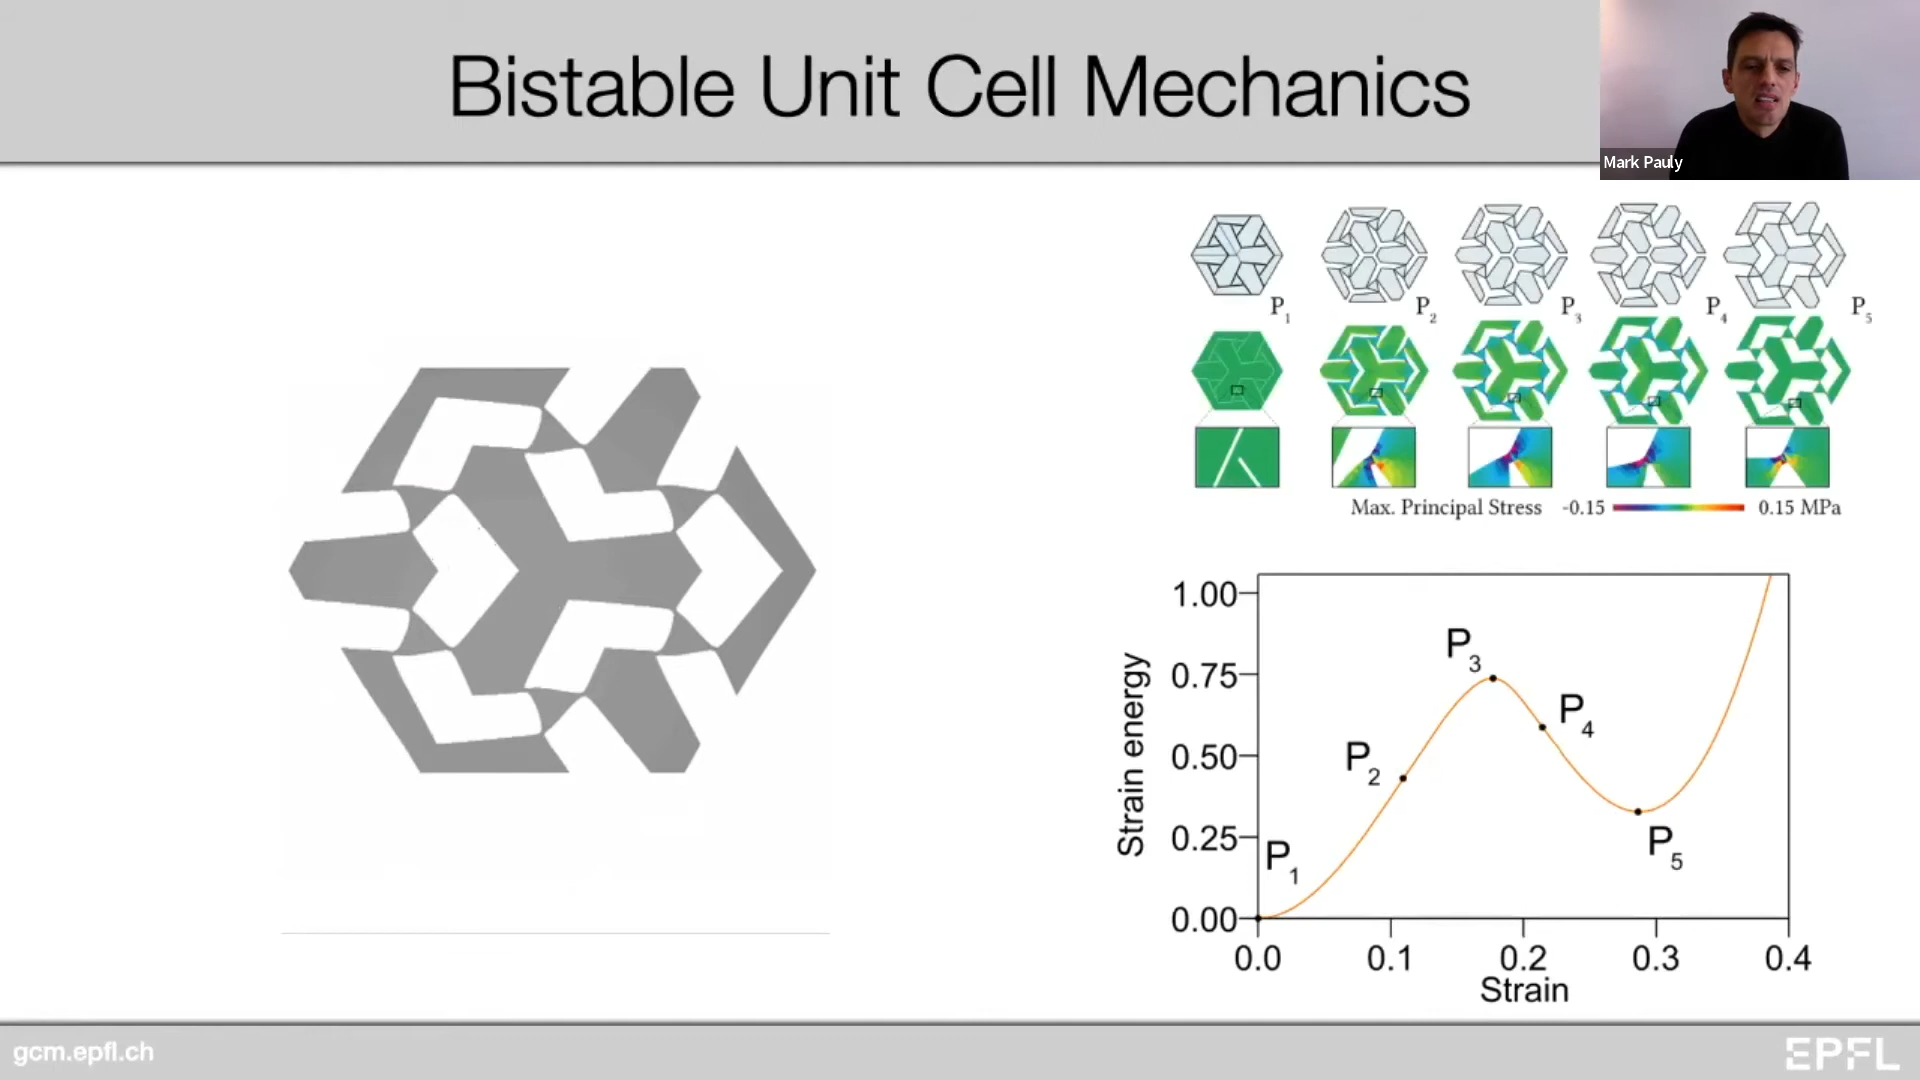 Bistable Unit Cell Mechanics
Mark Pauly
P1 P2 P3 P4 P5
Max. Principal Stress -0.15 0.15 MPa
1.00
0.75
0.50
0.25
0.00
Strain energy
P1
P2
P3
P4
P5
0.0 0.1 0.2 0.3 0.4
Strain
gcm.epfl.ch
EPFL